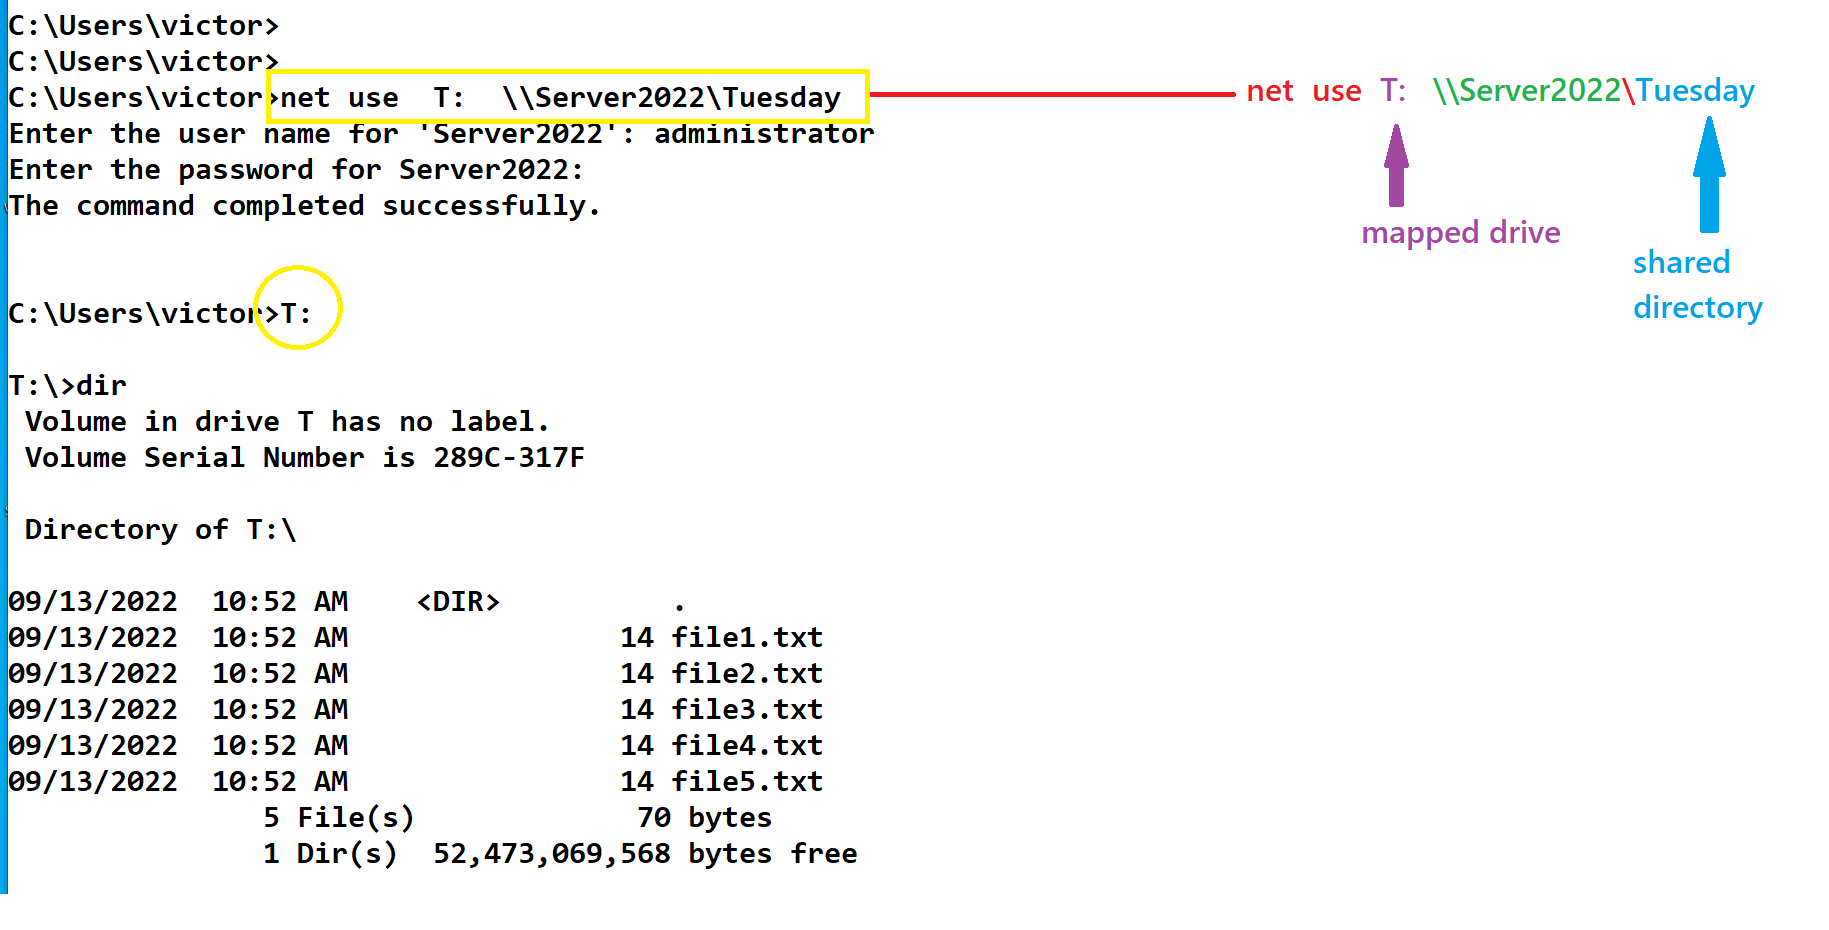 C:\Users\victor>
C:\Users\victor>
C:\Users\victor>net use  T:  \\Server2022\Tuesday
Enter the user name for 'Server2022': administrator
Enter the password for Server2022:
The command completed successfully.
C:\Users\victor>T:
T:\>dir
 Volume in drive T has no label.
 Volume Serial Number is 289C-317F
 Directory of T:\
09/13/2022  10:52 AM    <DIR>          .
09/13/2022  10:52 AM                14 file1.txt
09/13/2022  10:52 AM                14 file2.txt
09/13/2022  10:52 AM                14 file3.txt
09/13/2022  10:52 AM                14 file4.txt
09/13/2022  10:52 AM                14 file5.txt
               5 File(s)             70 bytes
               1 Dir(s)  52,473,069,568 bytes free
net use T: \\Server2022\Tuesday
mapped drive
shared
directory